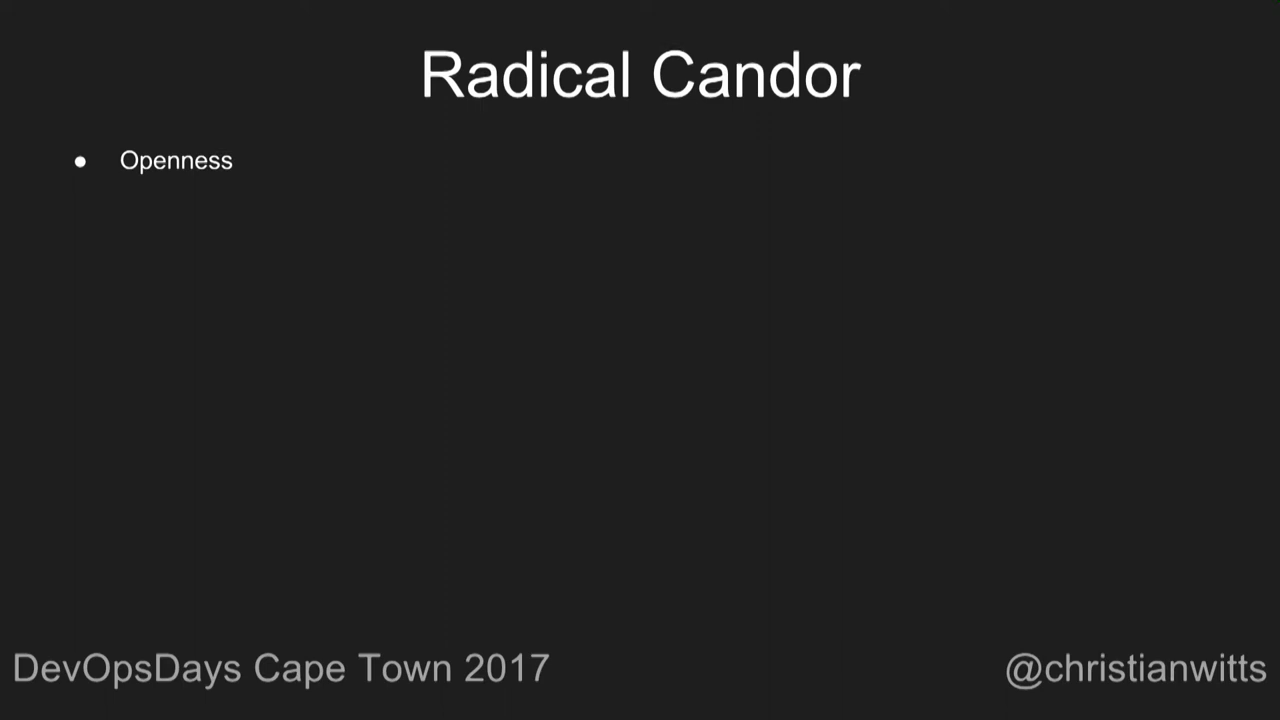 Radical Candor
● Openness
DevOpsDays Cape Town 2017
@christianwitts